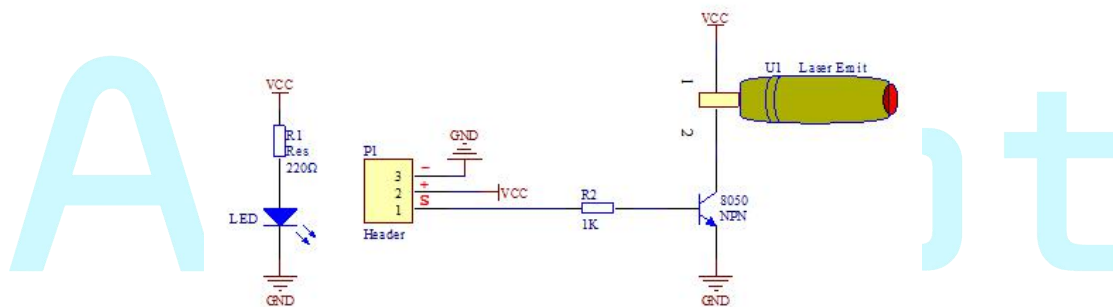 VCC
R1
Res
220Ω
LED
GND
P1
3
2
1
−
+
S
Header
GND
VCC
R2
1K
VCC
1
2
U1 Laser Emit
8050
NPN
GND